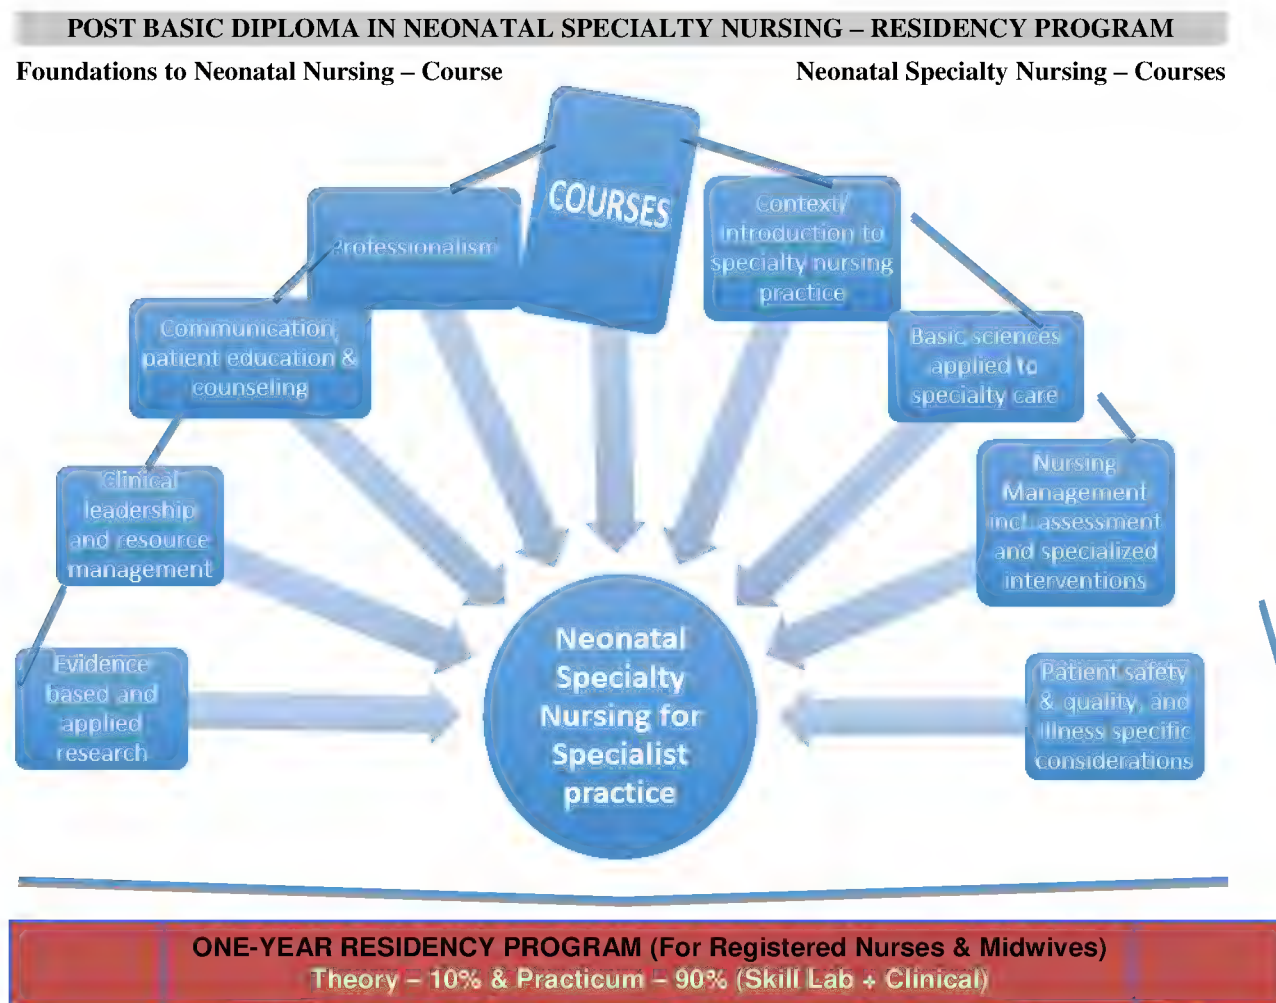 POST BASIC DIPLOMA IN NEONATAL SPECIALTY NURSING – RESIDENCY PROGRAM
Foundations to Neonatal Nursing – Course
Neonatal Specialty Nursing – Courses
COURSES
Professionalism
Communication,
patient education &
counseling
Clinical
leadership
and resource
management
Evidence
based and
applied
research
Context/
introduction to
specialty nursing
practice
Basic sciences
applied to
specialty care
Nursing
Management
incl. assessment
and specialized
interventions
Patient safety
& quality, and
illness specific
considerations
Neonatal
Specialty
Nursing for
Specialist
practice
ONE-YEAR RESIDENCY PROGRAM (For Registered Nurses & Midwives)
Theory – 10% & Practicum – 90% (Skill Lab + Clinical)